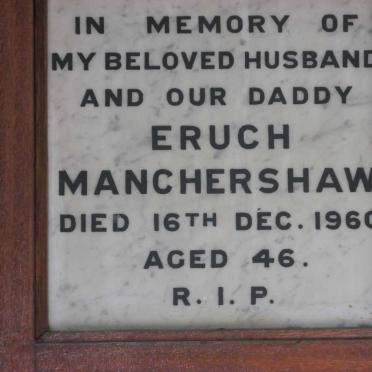 IN MEMORY OF
MY BELOVED HUSBAND
AND OUR DADDY
ERUCH
MANCHERSHAW
DIED 16TH DEC. 1960
AGED 46.
R. I. P.